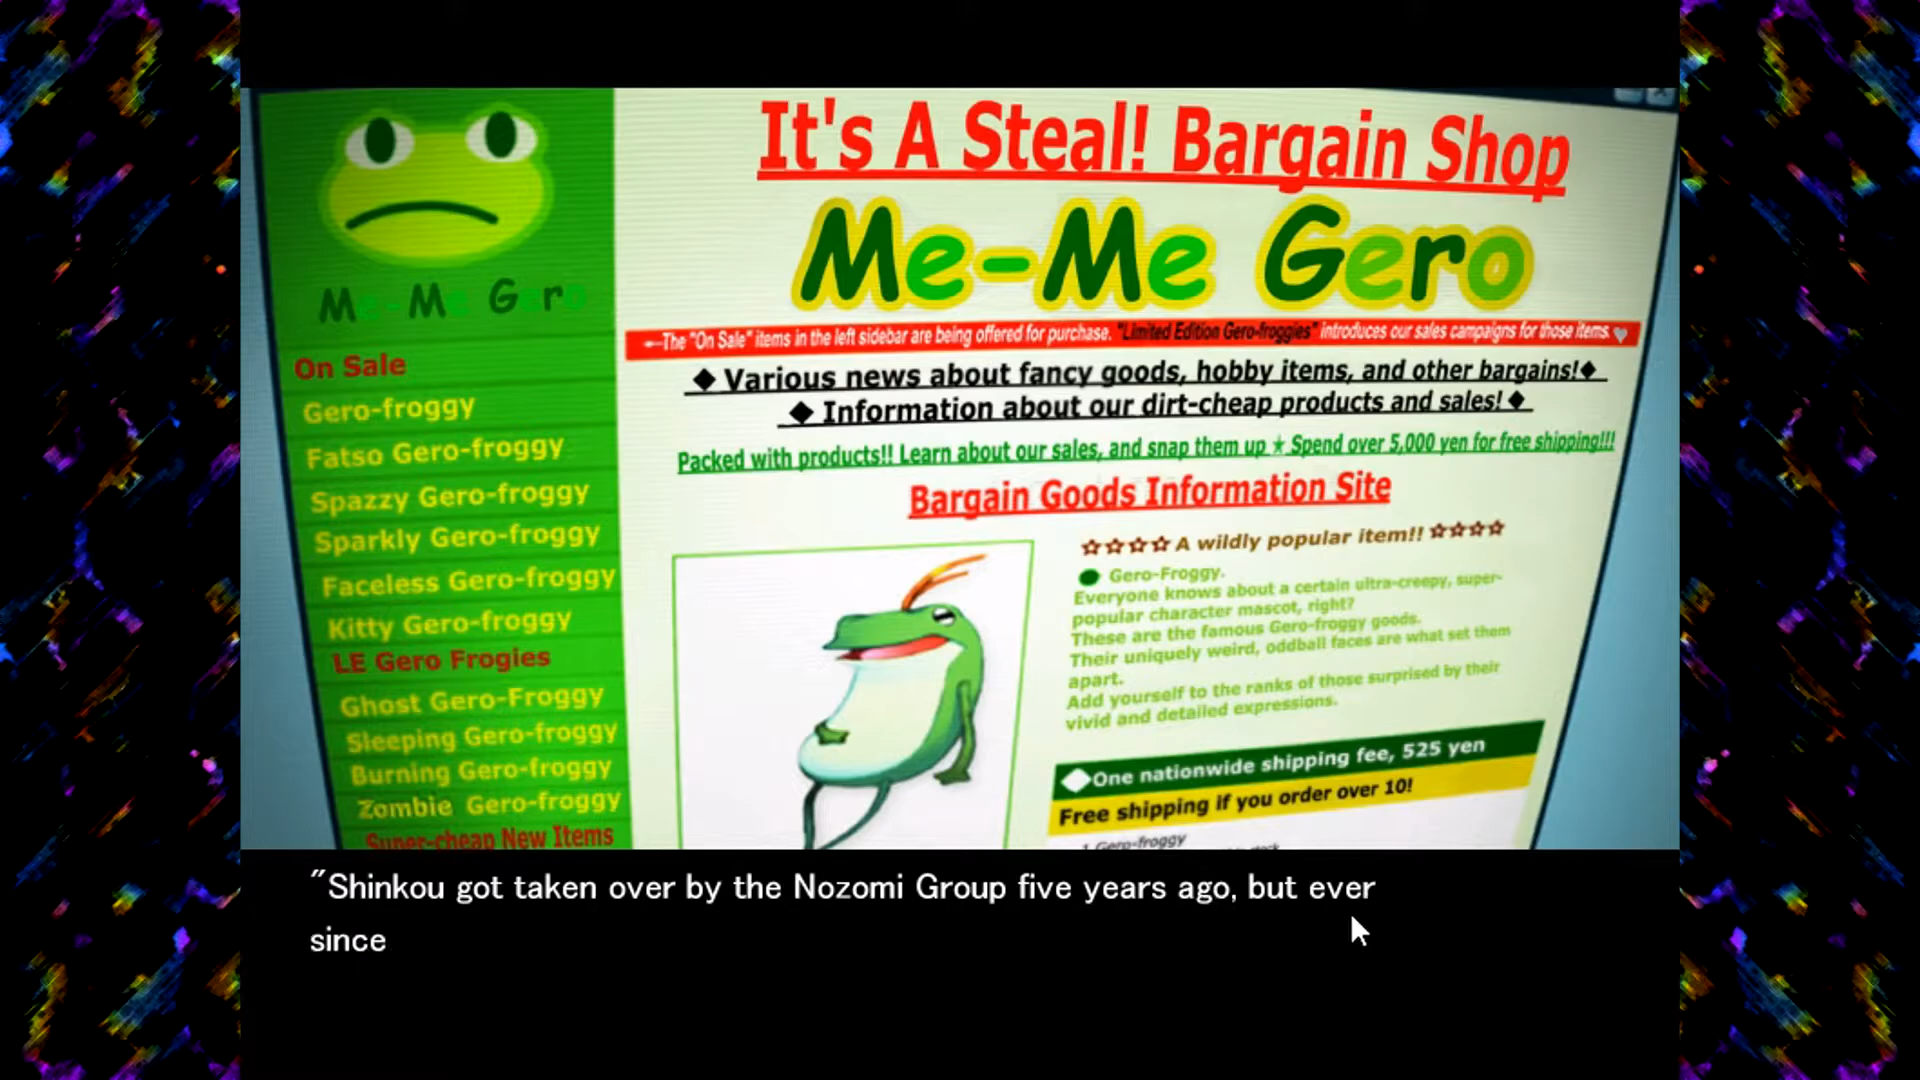 Me-Me Gero
On Sale
Gero-froggy
Fatso Gero-froggy
Spazzy Gero-froggy
Sparkly Gero-froggy
Faceless Gero-froggy
Kitty Gero-froggy
LE Gero Frogies
Ghost Gero-Froggy
Sleeping Gero-froggy
Burning Gero-froggy
Zombie Gero-froggy
Super-cheap New Items
It's A Steal! Bargain Shop
Me-Me Gero
←The "On Sale" items in the left sidebar are being offered for purchase. "Limited Edition Gero-froggies" introduces our sales campaigns for those items.♥
◆ Various news about fancy goods, hobby items, and other bargains!◆
◆ Information about our dirt-cheap products and sales!◆
Packed with products!! Learn about our sales, and snap them up ★ Spend over 5,000 yen for free shipping!!!
Bargain Goods Information Site
☆☆☆☆ A wildly popular item!! ☆☆☆☆
● Gero-Froggy.
Everyone knows about a certain ultra-creepy, super-
popular character mascot, right?
These are the famous Gero-froggy goods.
Their uniquely weird, oddball faces are what set them
apart.
Add yourself to the ranks of those surprised by their
vivid and detailed expressions.
◆One nationwide shipping fee, 525 yen
Free shipping if you order over 10!
1 Gero-froggy
"Shinkou got taken over by the Nozomi Group five years ago, but ever
since